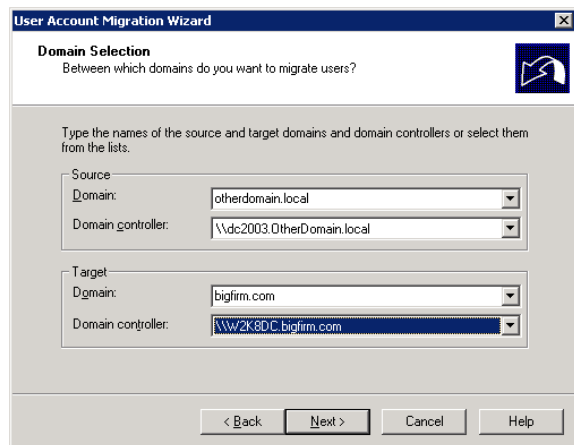 User Account Migration Wizard
Domain Selection
Between which domains do you want to migrate users?
Type the names of the source and target domains and domain controllers or select them
from the lists.
Source
Domain:
otherdomain.local
Domain controller:
\\dc2003.OtherDomain.local
Target
Domain:
bigfirm.com
Domain controller:
\\W2K8DC.bigfirm.com
< Back
Next >
Cancel
Help